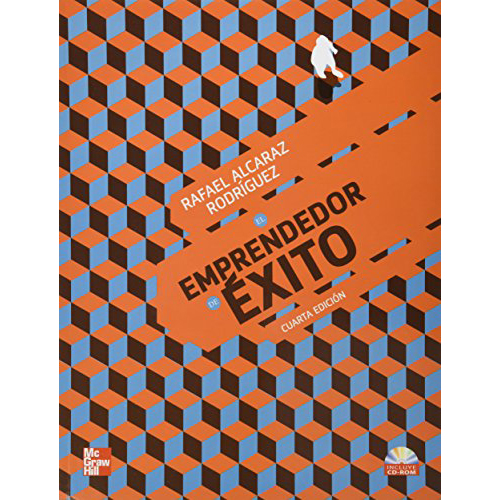 RAFAEL ALCARAZ
RODRÍGUEZ
EL
EMPRENDEDOR
DE
ÉXITO
CUARTA EDICIÓN
Mc
Graw
Hill
INCLUYE
CD-ROM